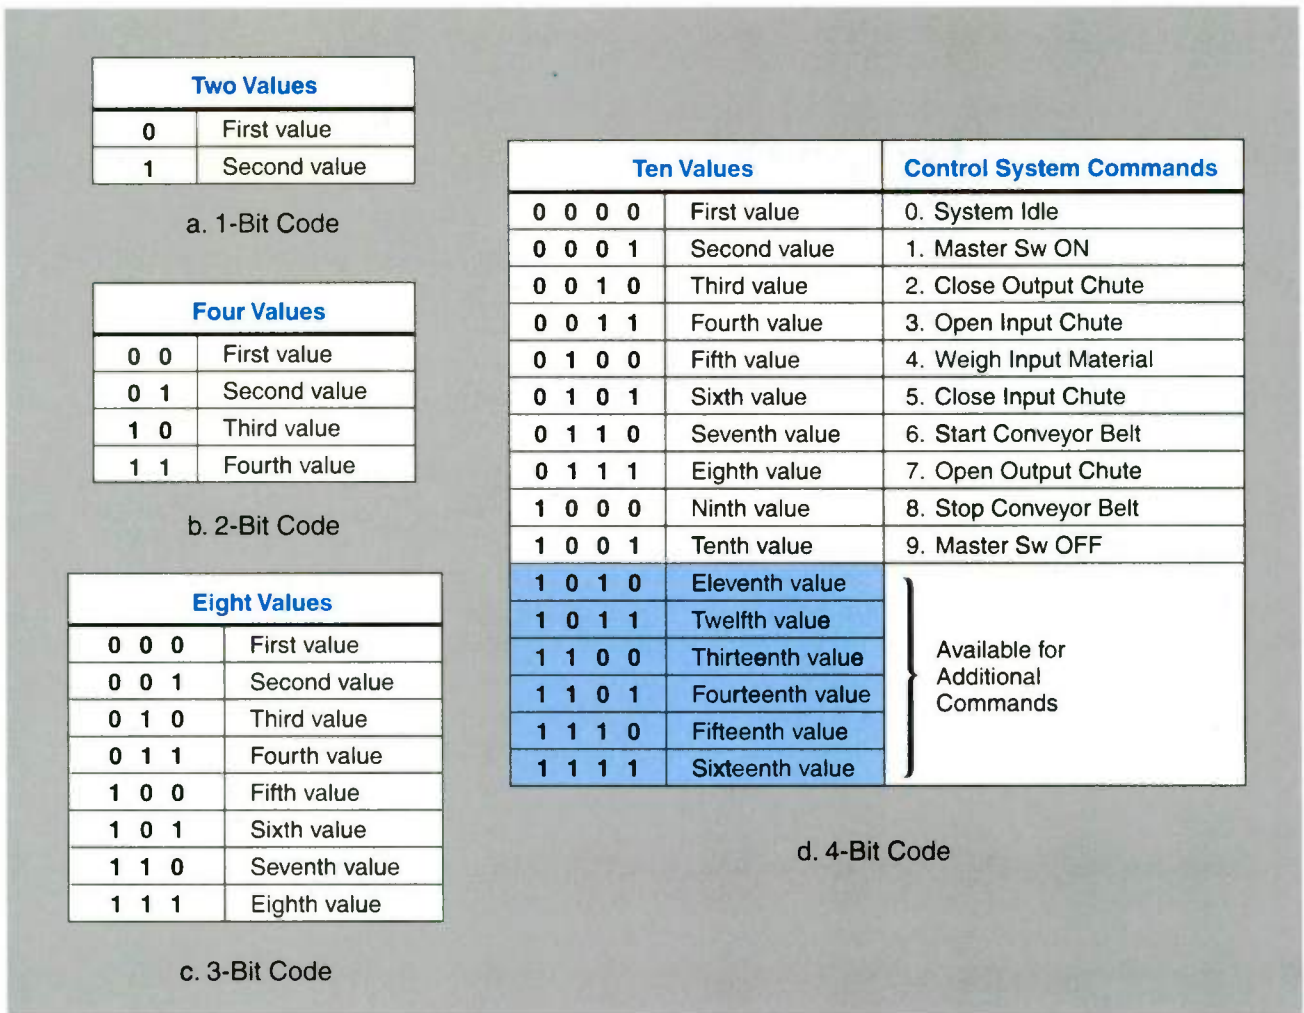 Two Values
0 First value
1 Second value
a. 1-Bit Code
Four Values
0 0 First value
0 1 Second value
1 0 Third value
1 1 Fourth value
b. 2-Bit Code
Eight Values
0 0 0 First value
0 0 1 Second value
0 1 0 Third value
0 1 1 Fourth value
1 0 0 Fifth value
1 0 1 Sixth value
1 1 0 Seventh value
1 1 1 Eighth value
c. 3-Bit Code
Ten Values Control System Commands
0 0 0 0 First value 0. System Idle
0 0 0 1 Second value 1. Master Sw ON
0 0 1 0 Third value 2. Close Output Chute
0 0 1 1 Fourth value 3. Open Input Chute
0 1 0 0 Fifth value 4. Weigh Input Material
0 1 0 1 Sixth value 5. Close Input Chute
0 1 1 0 Seventh value 6. Start Conveyor Belt
0 1 1 1 Eighth value 7. Open Output Chute
1 0 0 0 Ninth value 8. Stop Conveyor Belt
1 0 0 1 Tenth value 9. Master Sw OFF
1 0 1 0 Eleventh value
1 0 1 1 Twelfth value
1 1 0 0 Thirteenth value
1 1 0 1 Fourteenth value
1 1 1 0 Fifteenth value
1 1 1 1 Sixteenth value
Available for
Additional
Commands
d. 4-Bit Code